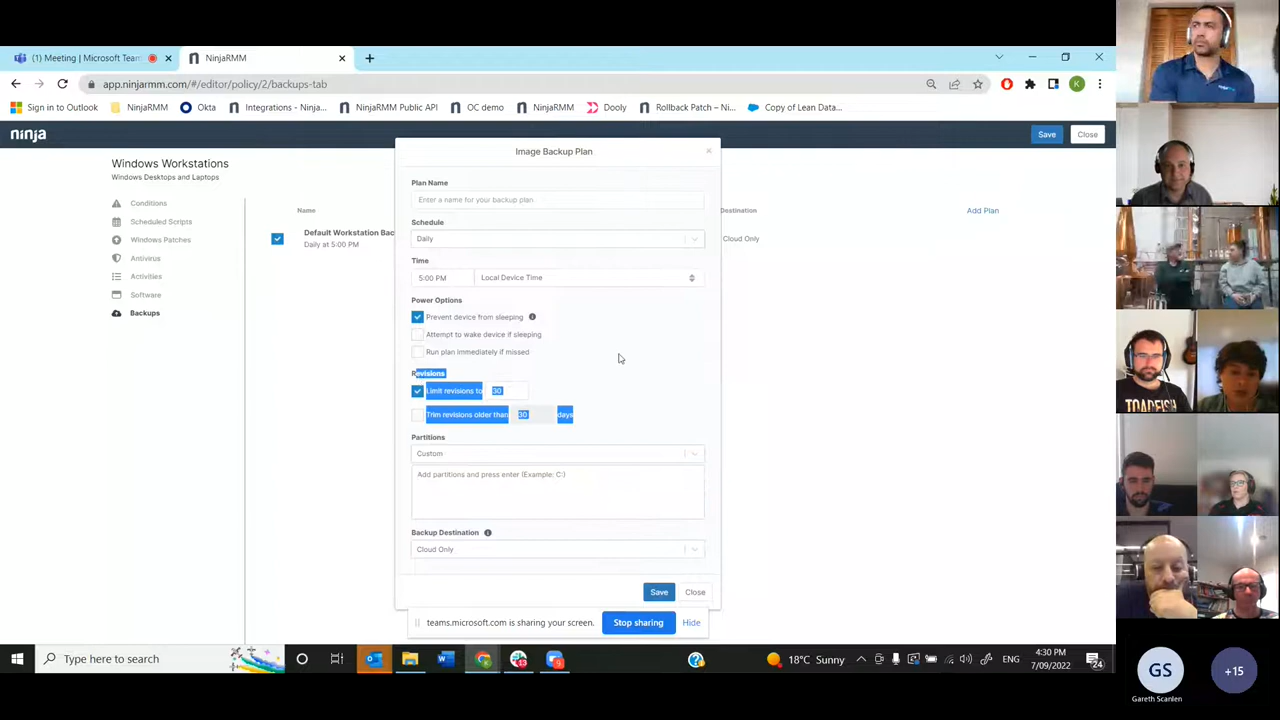 (1) Meeting | Microsoft Team
NinjaRMM
app.ninjarmm.com/#/editor/policy/2/backups-tab
Sign in to Outlook
NinjaRMM
Okta
Integrations - Ninja...
NinjaRMM Public API
OC demo
NinjaRMM
Dooly
Rollback Patch – Ni...
Copy of Lean Data...
K
ninja
Save
Close
Windows Workstations
Windows Desktops and Laptops
Conditions
Scheduled Scripts
Windows Patches
Antivirus
Activities
Software
Backups
Name
Default Workstation Bac
Daily at 5:00 PM
Destination
Add Plan
Cloud Only
Image Backup Plan
Plan Name
Enter a name for your backup plan
Schedule
Daily
Time
5:00 PM
Local Device Time
Power Options
Prevent device from sleeping
Attempt to wake device if sleeping
Run plan immediately if missed
Revisions
Limit revisions to 30
Trim revisions older than 30 days
Partitions
Custom
Add partitions and press enter (Example: C:)
Backup Destination
Cloud Only
Save
Close
teams.microsoft.com is sharing your screen.
Stop sharing
Hide
Type here to search
18°C Sunny
ENG
4:30 PM
7/09/2022
24
TOADFISH
GS
Gareth Scanlen
+15